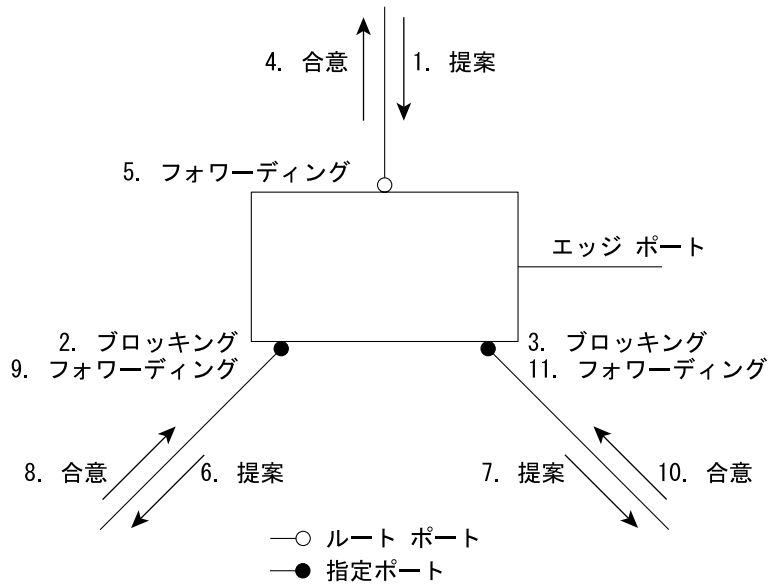 4. 合意
1. 提案
5. フォワーディング
エッジ ポート
2. ブロッキング
9. フォワーディング
3. ブロッキング
11. フォワーディング
8. 合意
6. 提案
7. 提案
10. 合意
ルート ポート
指定ポート